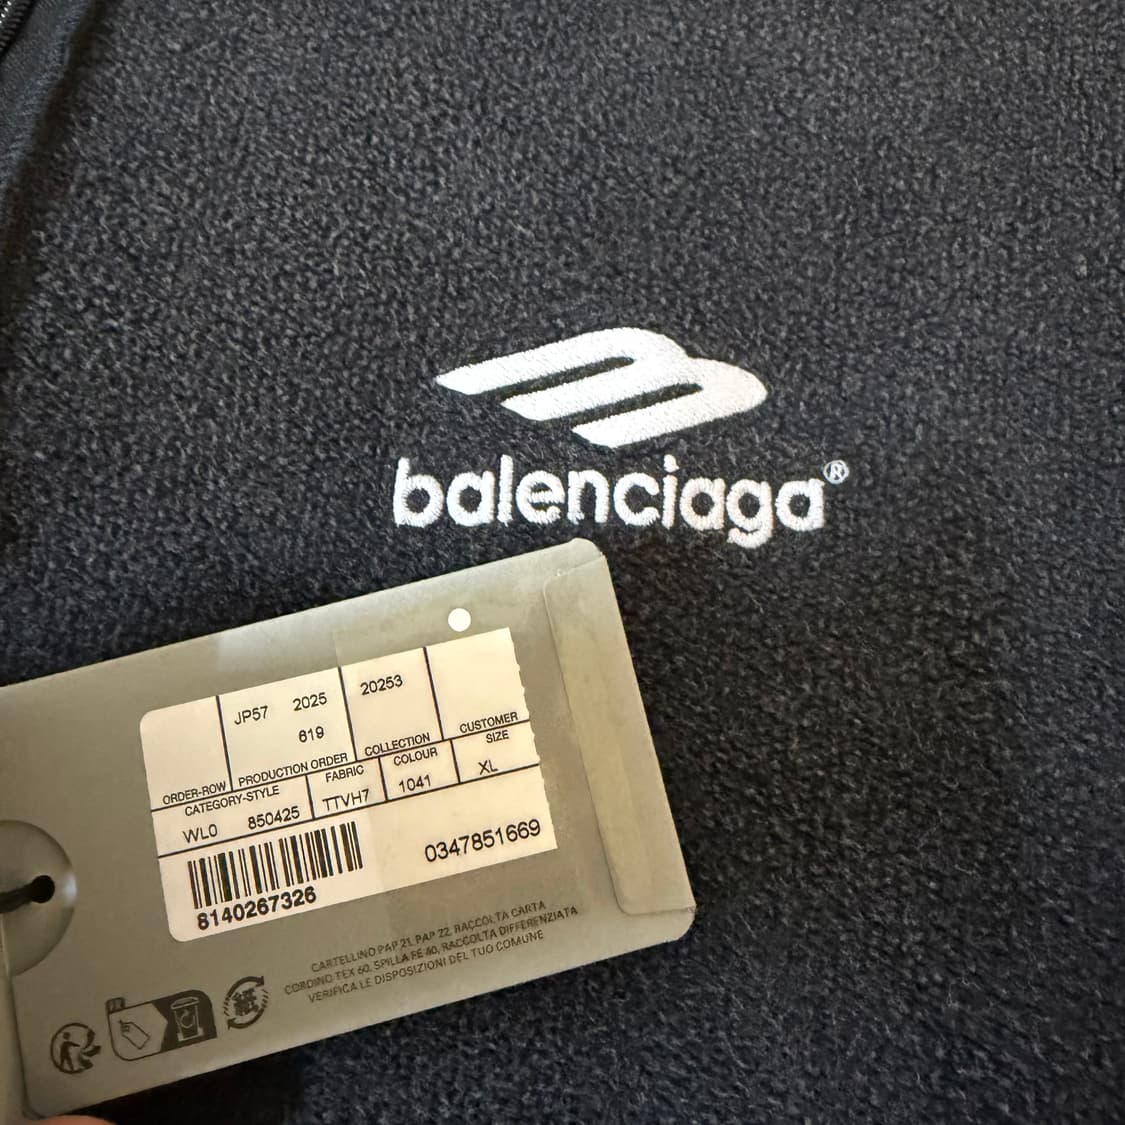 balenciaga®
JP57 2025 20253
619
ORDER-ROW PRODUCTION ORDER COLLECTION CUSTOMER
CATEGORY-STYLE FABRIC COLOUR SIZE
WL0 850425 TTVH7 1041 XL
8140267326 0347851669
CARTELLINO PAP 21, PAP 22, RACCOLTA CARTA
CORDINO TEX 60, SPILLA FE 40, RACCOLTA DIFFERENZIATA
VERIFICA LE DISPOSIZIONI DEL TUO COMUNE
FR